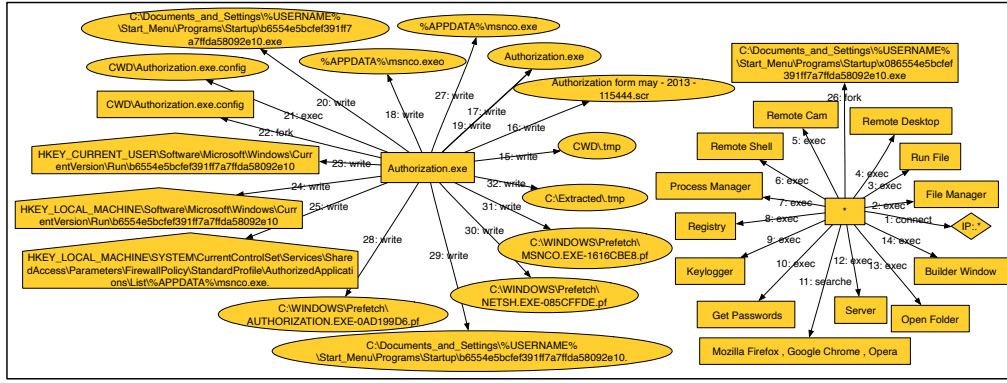 C:\Documents_and_Settings\%USERNAME%
\Start_Menu\Programs\Startup\b6554e5bcfef391ff7
a7ffda58092e10.exe
%APPDATA%\msnco.exe
%APPDATA%\msnco.exeo
Authorization.exe
CWD\Authorization.exe.config
Authorization form may - 2013 -
115444.scr
CWD\Authorization.exe.config
20: write
27: write
21: exec
18: write
17: write
19: write
16: write
22: fork
CWD\.tmp
15: write
HKEY_CURRENT_USER\Software\Microsoft\Windows\Cu
rrentVersion\Run\b6554e5bcfef391ff7a7ffda58092e10
23: write
Authorization.exe
24: write
32: write
C:\Extracted\.tmp
HKEY_LOCAL_MACHINE\Software\Microsoft\Windows\Cur
rentVersion\Run\b6554e5bcfef391ff7a7ffda58092e10
25: write
31: write
28: write
30: write
C:\WINDOWS\Prefetch\
MSNCO.EXE-1616CBE8.pf
HKEY_LOCAL_MACHINE\SYSTEM\CurrentControlSet\Services\Share
dAccess\Parameters\FirewallPolicy\StandardProfile\AuthorizedApplicati
ons\List\%APPDATA%\msnco.exe.
29: write
C:\WINDOWS\Prefetch\
NETSH.EXE-085CFFDE.pf
C:\WINDOWS\Prefetch\
AUTHORIZATION.EXE-0AD199D6.pf
C:\Documents_and_Settings\%USERNAME%
\Start_Menu\Programs\Startup\b6554e5bcfef391ff7a7ffda58092e10.
C:\Documents_and_Settings\%USERNAME%
\Start_Menu\Programs\Startup\x086554efbcfef
391ff7a7ffda58092e10.exe
26: fork
Remote Cam
5: exec
Remote Desktop
Remote Shell
4: exec
Run File
6: exec
3: exec
Process Manager
7: exec
2: exec
File Manager
*
Registry
8: exec
1: connect
IP:.*
9: exec
14: exec
Keylogger
10: exec
12: exec
13: exec
Builder Window
11: searche
Get Passwords
Server
Open Folder
Mozilla Firefox , Google Chrome , Opera